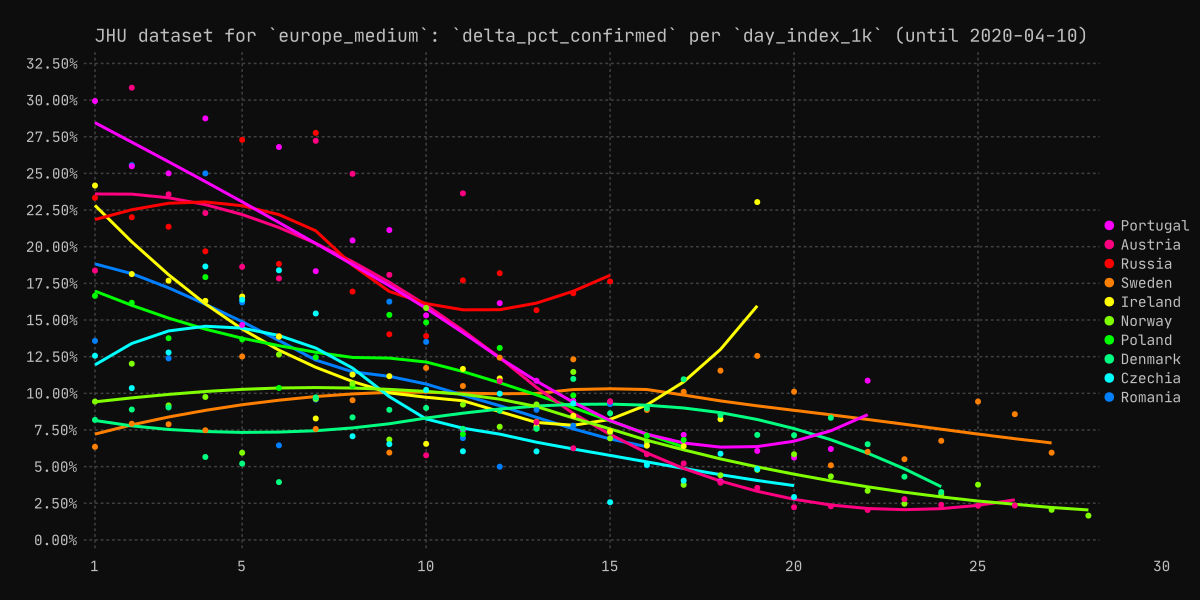 JHU dataset for `europe_medium`: `delta_pct_confirmed` per `day_index_1k` (until 2020-04-10)
32.50%
30.00%
27.50%
25.00%
22.50%
20.00%
17.50%
15.00%
12.50%
10.00%
7.50%
5.00%
2.50%
0.00%
1 5 10 15 20 25 30
Portugal
Austria
Russia
Sweden
Ireland
Norway
Poland
Denmark
Czechia
Romania